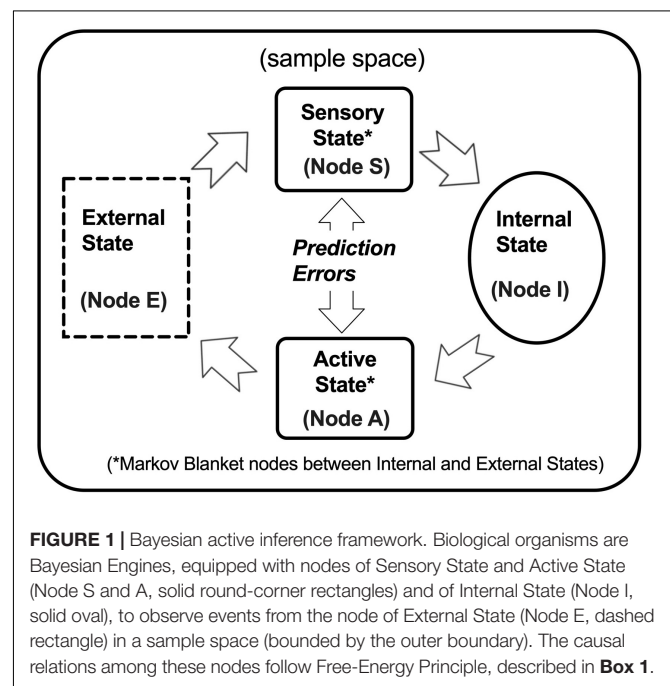 (sample space)
Sensory
State*
(Node S)
External
State
(Node E)
Prediction
Errors
Internal
State
(Node I)
Active
State*
(Node A)
(*Markov Blanket nodes between Internal and External States)
FIGURE 1 | Bayesian active inference framework. Biological organisms are
Bayesian Engines, equipped with nodes of Sensory State and Active State
(Node S and A, solid round-corner rectangles) and of Internal State (Node I,
solid oval), to observe events from the node of External State (Node E, dashed
rectangle) in a sample space (bounded by the outer boundary). The causal
relations among these nodes follow Free-Energy Principle, described in Box 1.